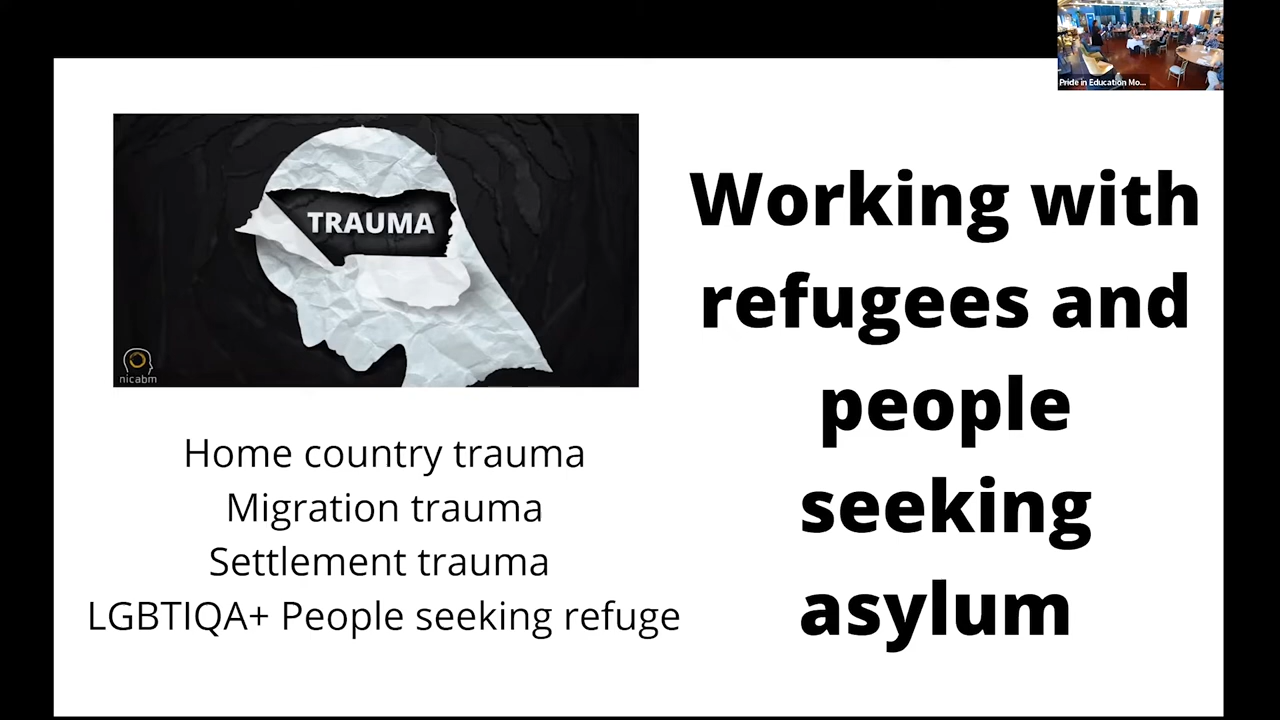 Pride in Education Mo...
TRAUMA
nicabm
Home country trauma
Migration trauma
Settlement trauma
LGBTIQA+ People seeking refuge
Working with
refugees and
people
seeking
asylum